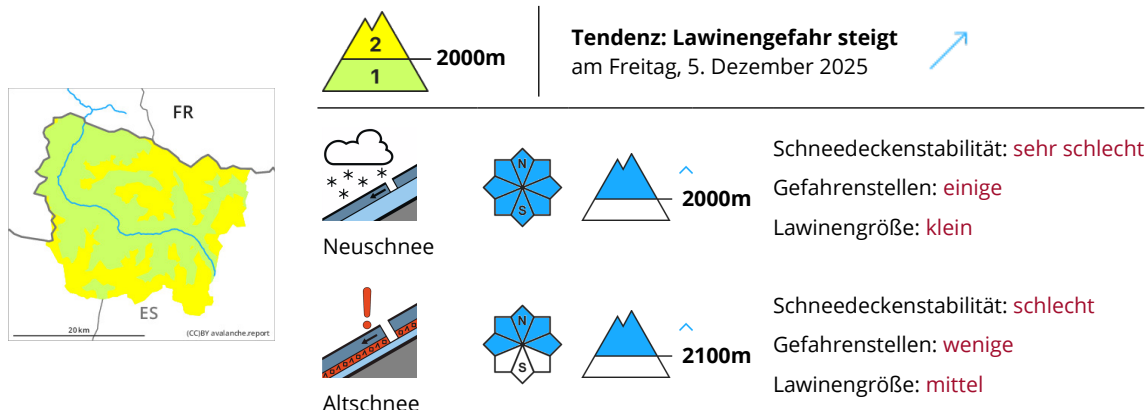 2
1
2000m
Tendenz: Lawinengefahr steigt
am Freitag, 5. Dezember 2025
FR
ES
20 km
(CC)BY avalanche.report
Neuschnee
N
S
2000m
Schneedeckenstabilität: sehr schlecht
Gefahrenstellen: einige
Lawinengröße: klein
Altschnee
N
S
2100m
Schneedeckenstabilität: schlecht
Gefahrenstellen: wenige
Lawinengröße: mittel